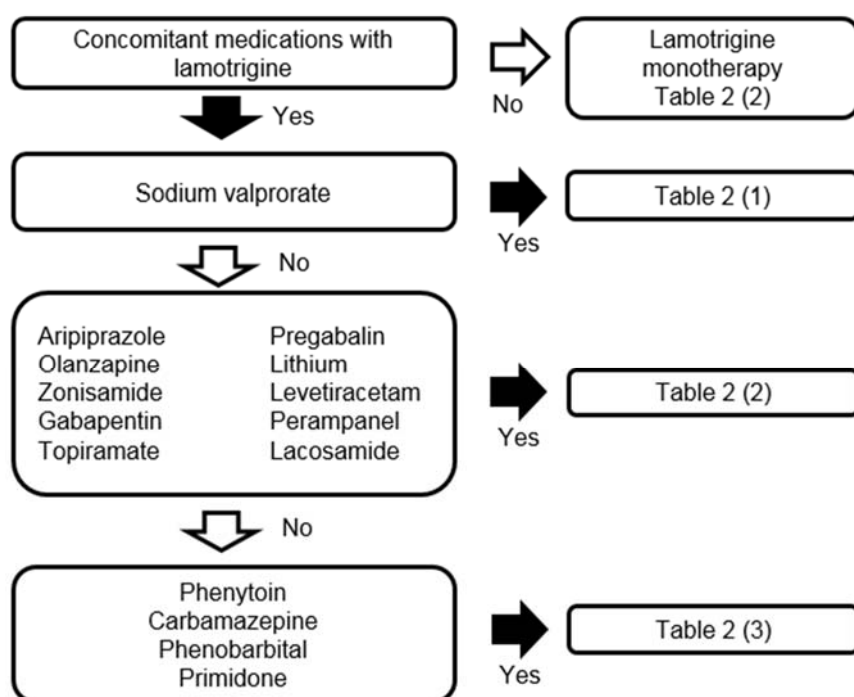 Concomitant medications with
lamotrigine
No
Lamotrigine
monotherapy
Table 2 (2)
Yes
Sodium valprorate
Yes
Table 2 (1)
No
Aripiprazole
Olanzapine
Zonisamide
Gabapentin
Topiramate
Pregabalin
Lithium
Levetiracetam
Perampanel
Lacosamide
Yes
Table 2 (2)
No
Phenytoin
Carbamazepine
Phenobarbital
Primidone
Yes
Table 2 (3)